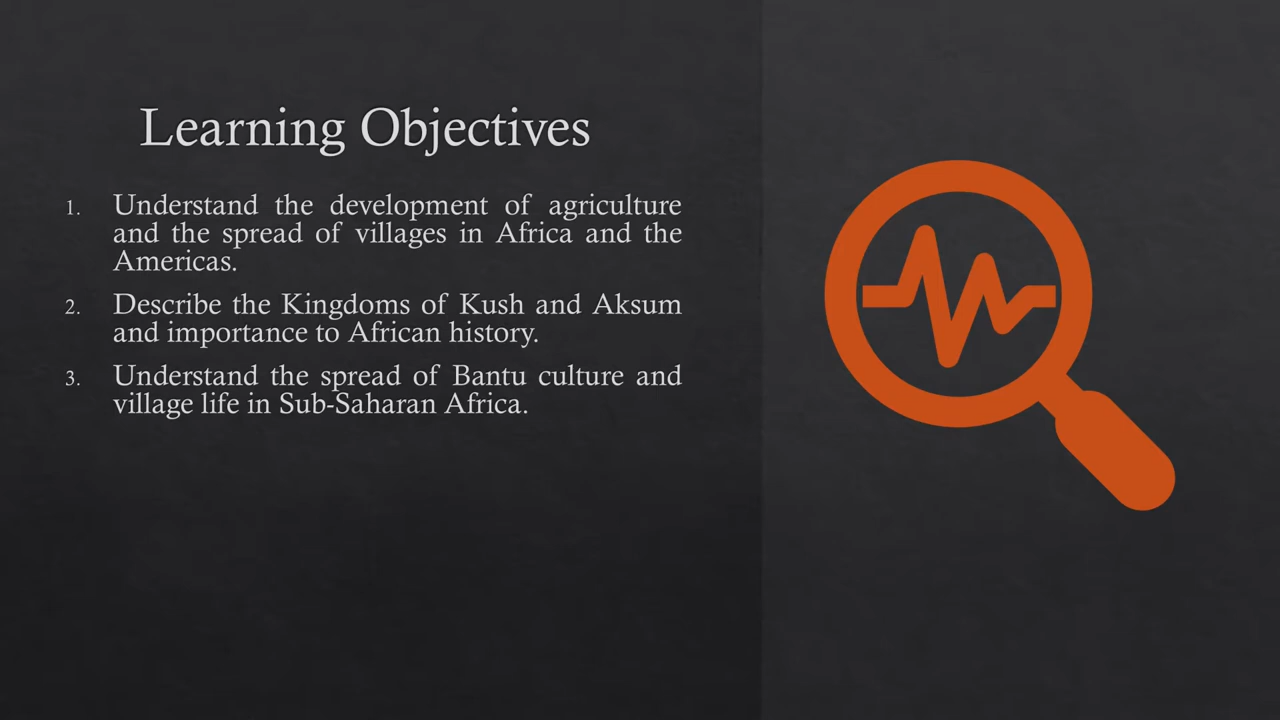 Learning Objectives
1. Understand the development of agriculture
and the spread of villages in Africa and the
Americas.
2. Describe the Kingdoms of Kush and Aksum
and importance to African history.
3. Understand the spread of Bantu culture and
village life in Sub-Saharan Africa.